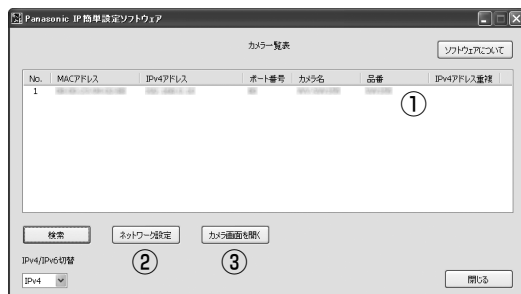 Panasonic IP簡単設定ソフトウェア
カメラ一覧表
ソフトウェアについて
No. MACアドレス IPv4アドレス ポート番号 カメラ名 品番 IPv4アドレス重複
1
①
検索 ネットワーク設定 カメラ画面を開く
② ③
IPv4/IPv6切替
IPv4 閉じる